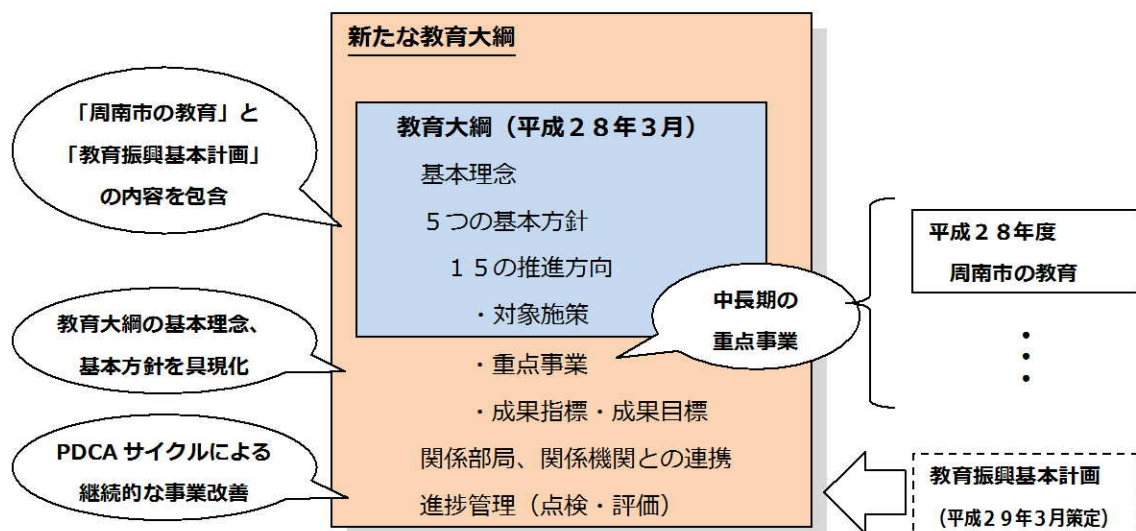 新たな教育大綱
「周南市の教育」と
「教育振興基本計画」
の内容を包含
教育大綱（平成２８年３月）
基本理念
５つの基本方針
１５の推進方向
・対象施策
中長期の
重点事業
平成２８年度
周南市の教育
・
・
・
教育大綱の基本理念、
基本方針を具現化
・重点事業
・成果指標・成果目標
PDCA サイクルによる
継続的な事業改善
関係部局、関係機関との連携
進捗管理（点検・評価）
教育振興基本計画
（平成２９年３月策定）